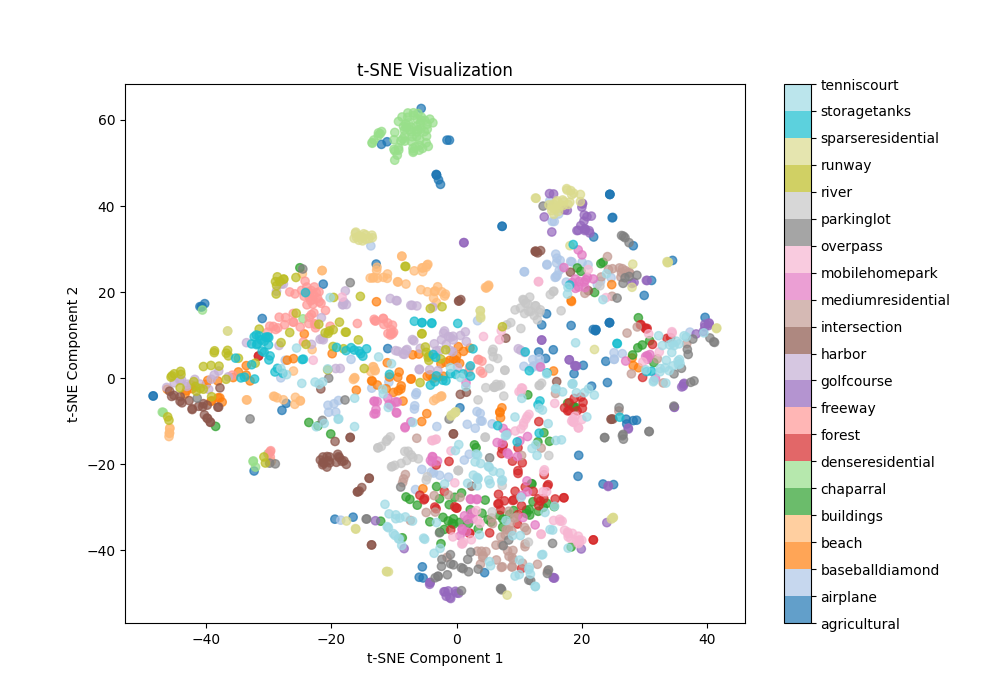 t-SNE Visualization
t-SNE Component 2
60
40
20
0
−20
−40
−40
−20
0
20
40
t-SNE Component 1
tenniscourt
storagetanks
sparseresidential
runway
river
parkinglot
overpass
mobilehomepark
mediumresidential
intersection
harbor
golfcourse
freeway
forest
denseresidential
chaparral
buildings
beach
baseballdiamond
airplane
agricultural